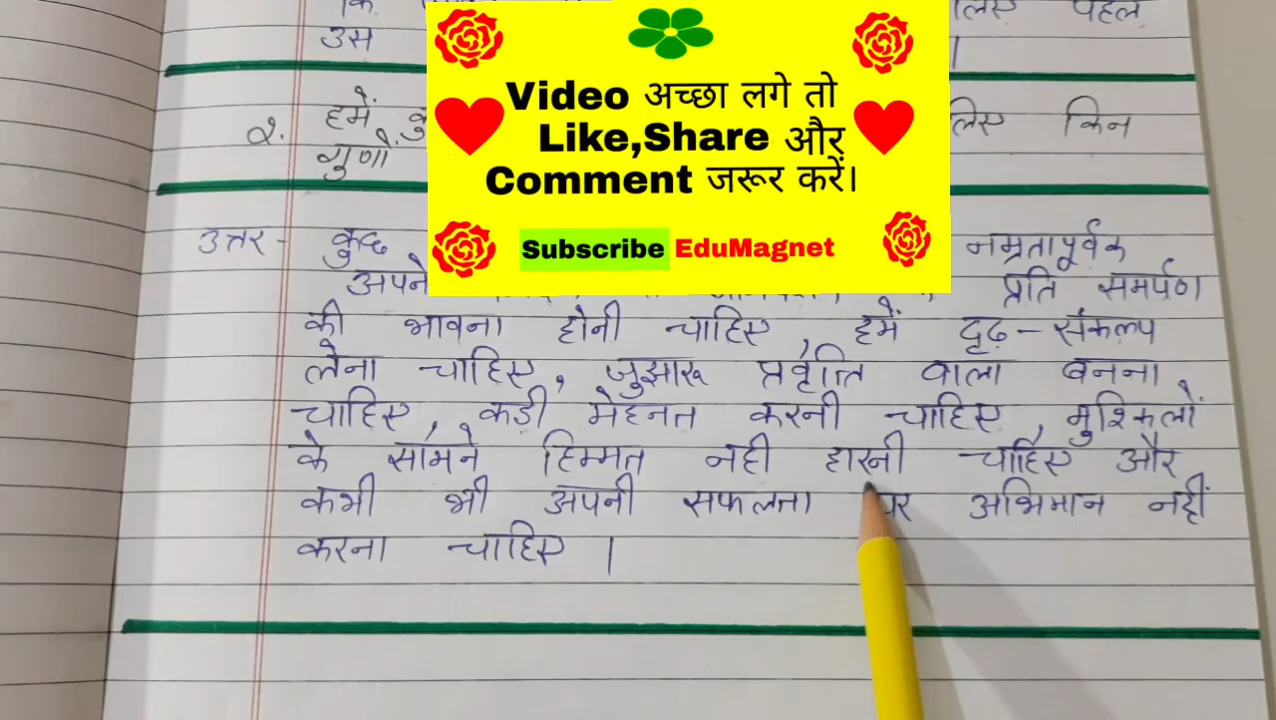 उस
लिए पहले
।
२. हमें
लिए किन
गुणों
Video अच्छा लगे तो
Like,Share और
Comment जरूर करें।
Subscribe EduMagnet
उत्तर - कुछ
नम्रतापूर्वक
अपने
प्रति समर्पण
की भावना होनी चाहिए, हमें दृढ़-संकल्प
लेना चाहिए, जुझारू प्रवृत्ति वाला बनना
चाहिए, कड़ी मेहनत करनी चाहिए, मुश्किलों
के सामने हिम्मत नही हारनी चाहिए और
कभी भी अपनी सफलता पर अभिमान नहीं
करना चाहिए ।